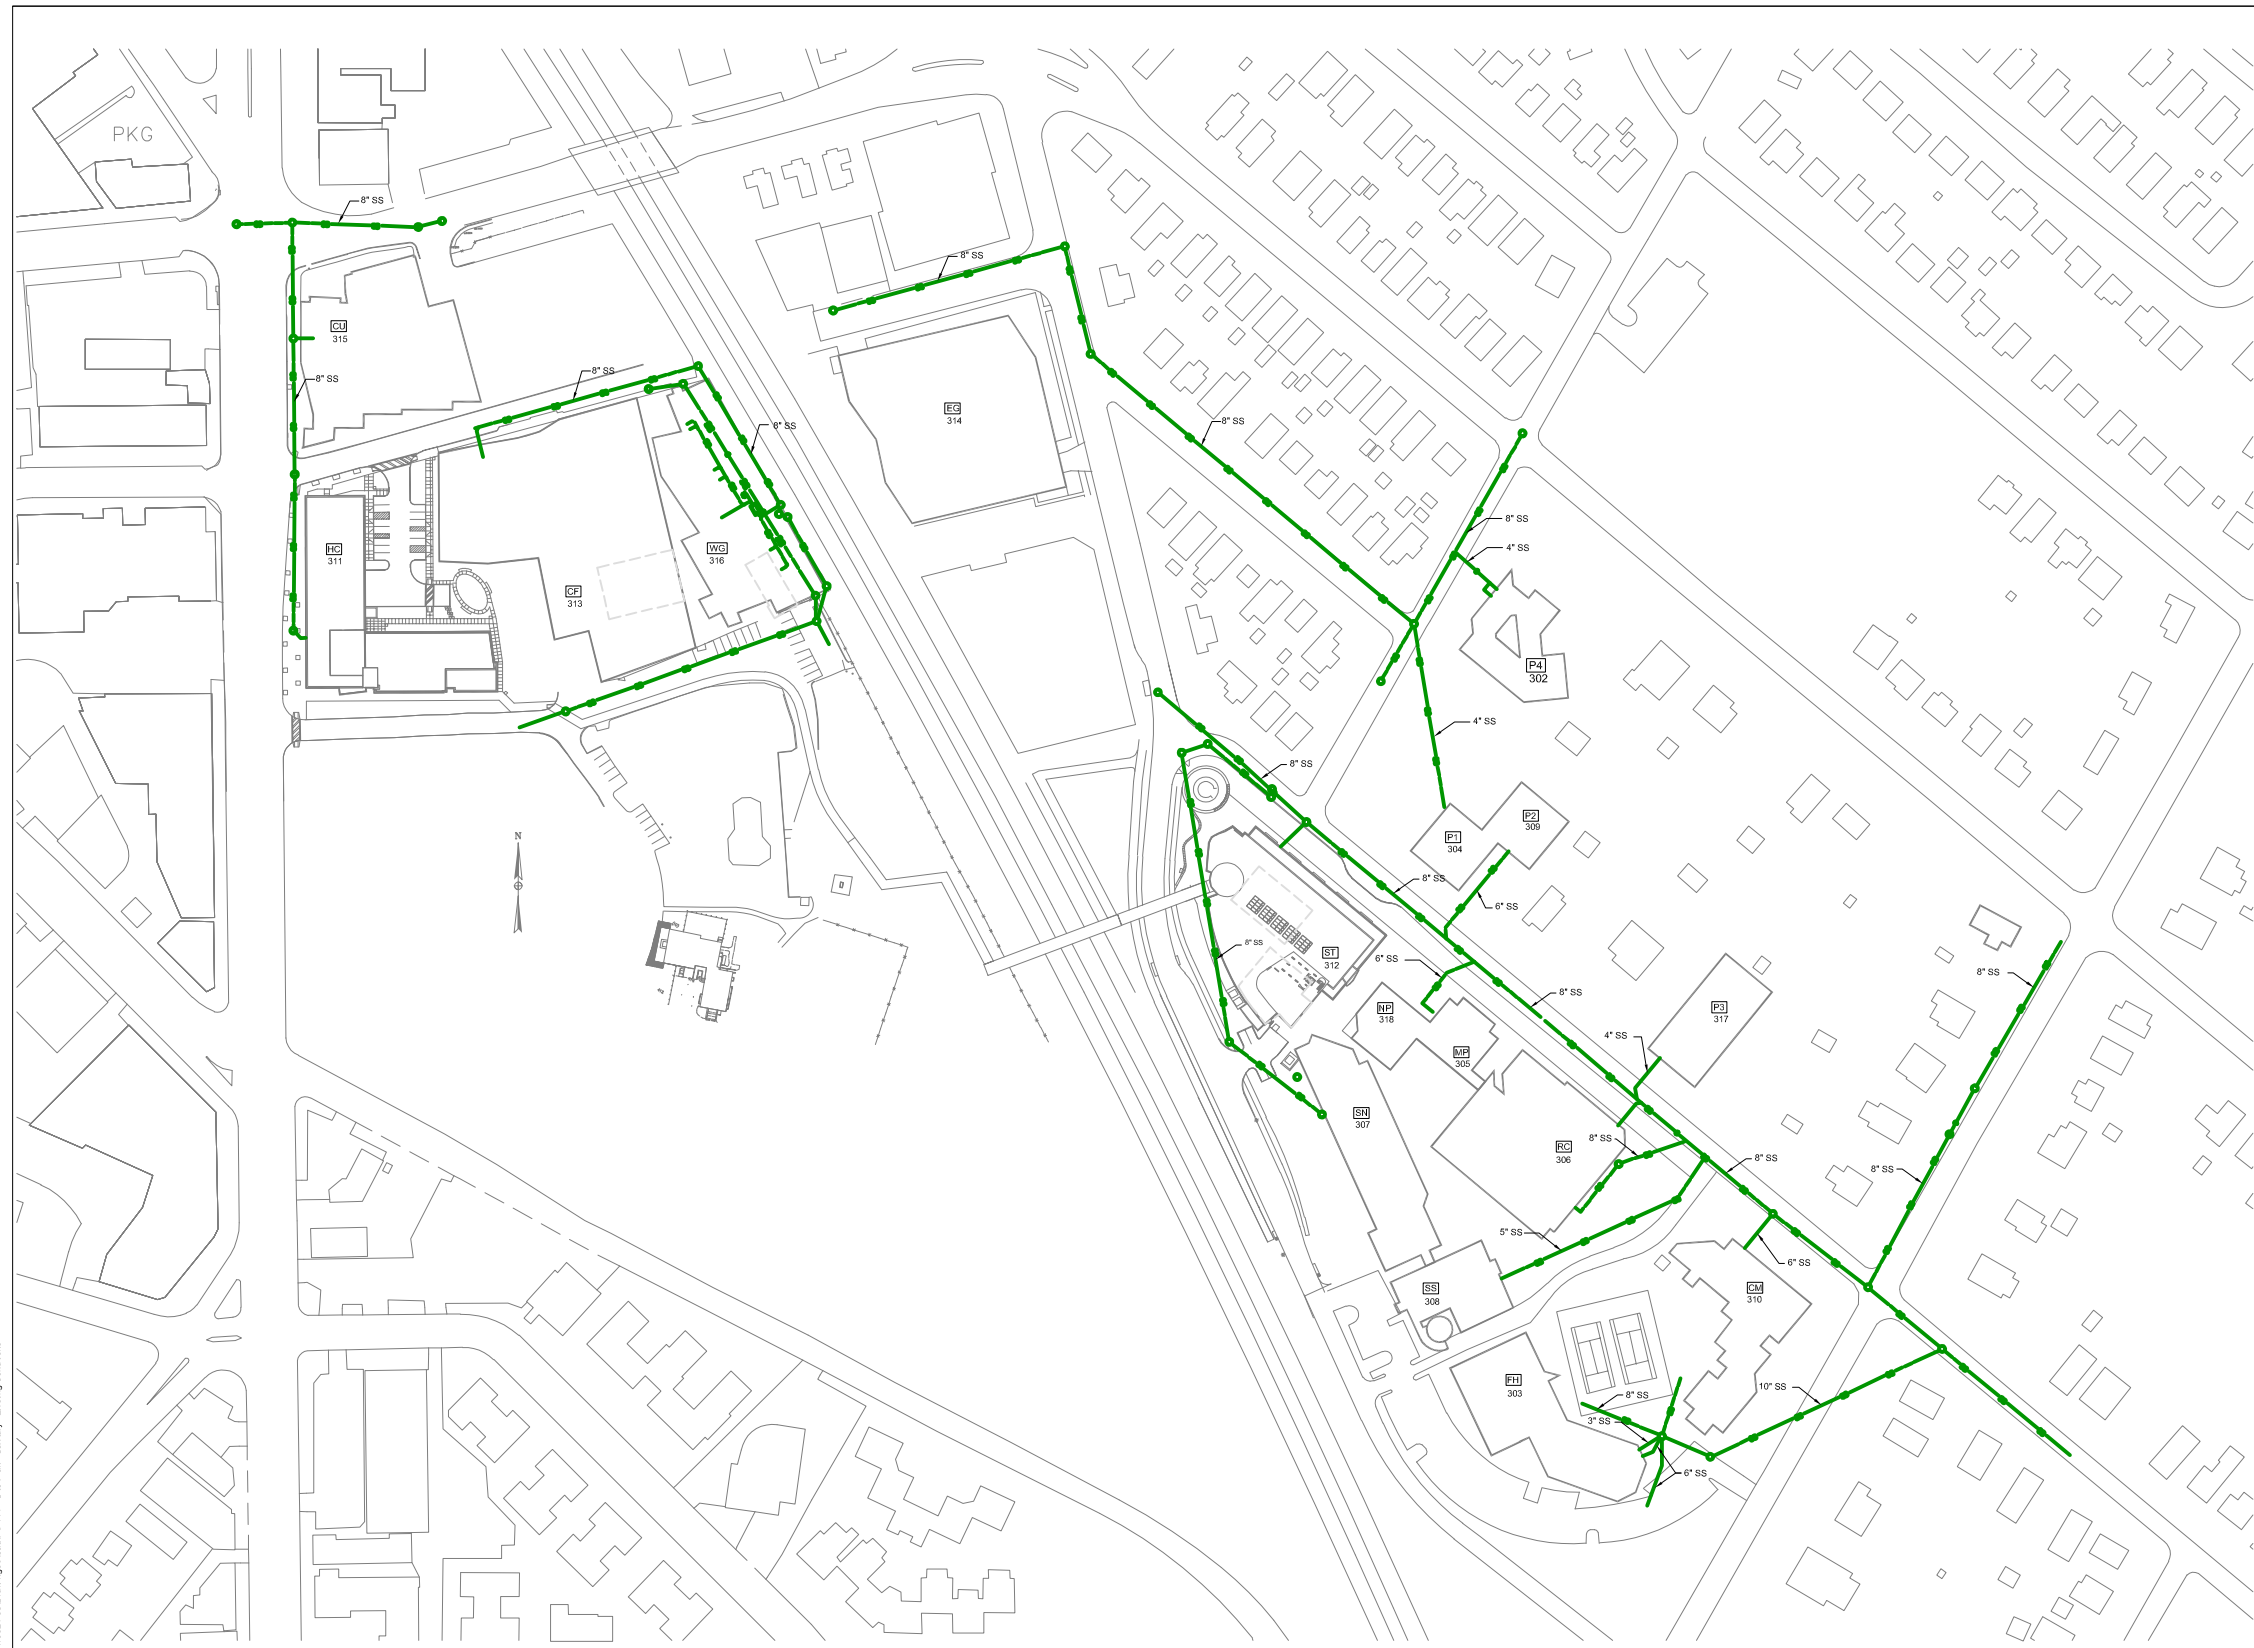 PKG
8" SS
8" SS
CU
315
8" SS
8" SS
8" SS
EG
314
8" SS
8" SS
4" SS
HC
311
WG
316
CF
313
P4
302
4" SS
N
8" SS
P2
309
P1
304
8" SS
6" SS
8" SS
ST
312
6" SS
8" SS
8" SS
NP
318
P3
317
4" SS
MP
305
SN
307
8" SS
RC
306
8" SS
8" SS
5" SS
6" SS
SS
308
CM
310
FH
303
8" SS
10" SS
3" SS
6" SS